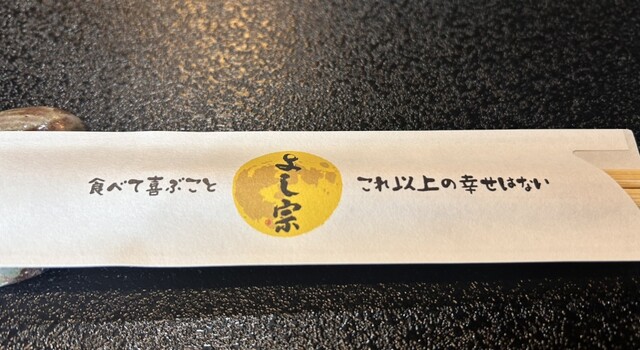 食べて喜ぶこと
よし宗
これ以上の幸せはない